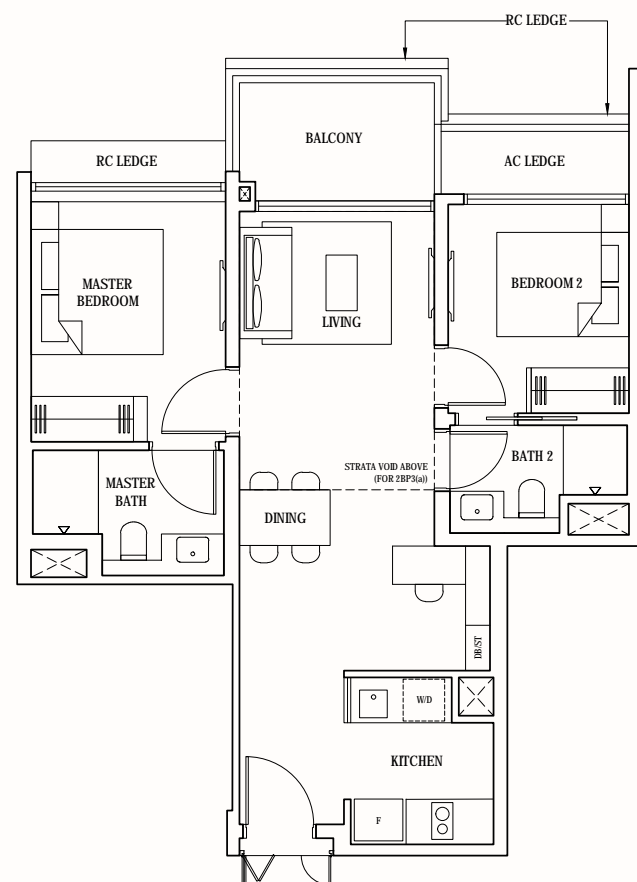 RC LEDGE
BALCONY
RC LEDGE
AC LEDGE
MASTER
BEDROOM
BEDROOM 2
LIVING
STRATA VOID ABOVE
(FOR 2BP3(a))
BATH 2
MASTER
BATH
DINING
DB/ST
W/D
KITCHEN
F